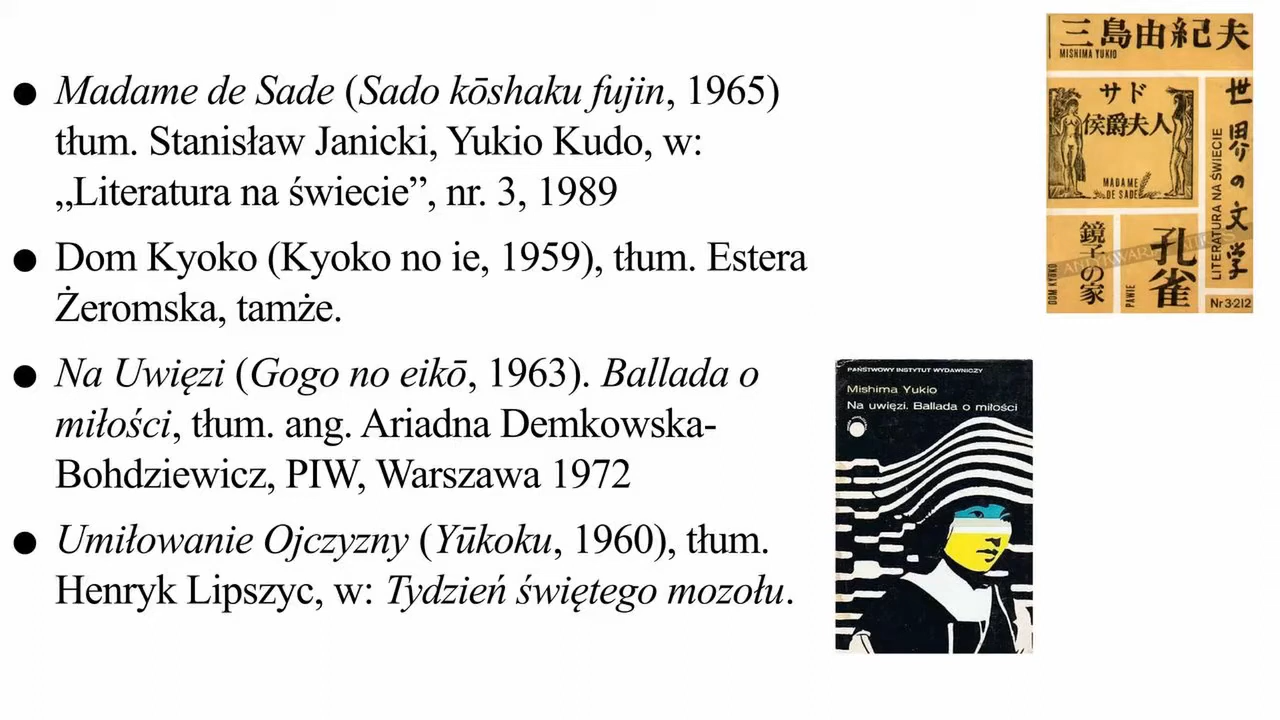 ● Madame de Sade (Sado kōshaku fujin, 1965)
tłum. Stanisław Janicki, Yukio Kudo, w:
„Literatura na świecie”, nr. 3, 1989
● Dom Kyoko (Kyoko no ie, 1959), tłum. Estera
Żeromska, tamże.
● Na Uwięzi (Gogo no eikō, 1963). Ballada o
miłości, tłum. ang. Ariadna Demkowska-
Bohdziewicz, PIW, Warszawa 1972
● Umiłowanie Ojczyzny (Yūkoku, 1960), tłum.
Henryk Lipszyc, w: Tydzień świętego mozołu.
三島由紀夫
MISHIMA YUKIO
サド
侯爵夫人
MADAME
DE SADE
世界の文学
LITERATURA NA ŚWIECIE
鏡子の家
DOM KYOKO
孔雀
PAWIE
Nr 3·212
PAŃSTWOWY INSTYTUT WYDAWNICZY
Mishima Yukio
Na uwięzi. Ballada o miłości